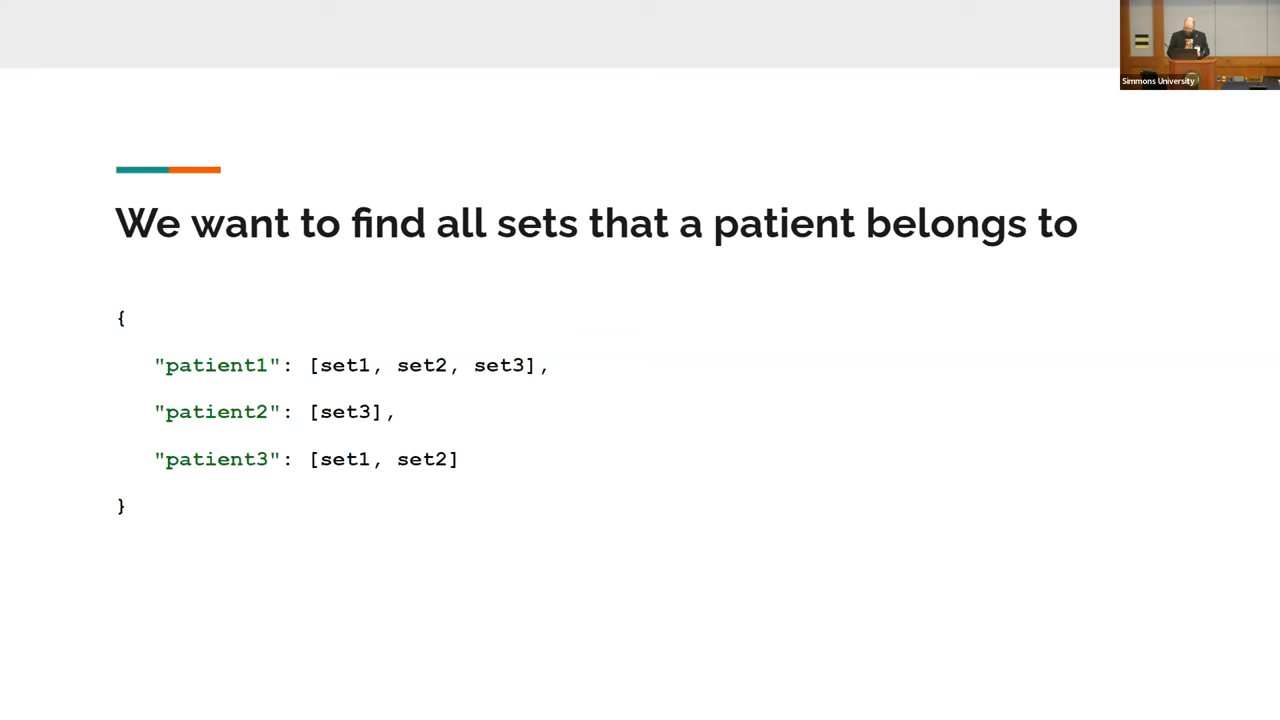 Simmons University
We want to find all sets that a patient belongs to
{
"patient1": [set1, set2, set3],
"patient2": [set3],
"patient3": [set1, set2]
}